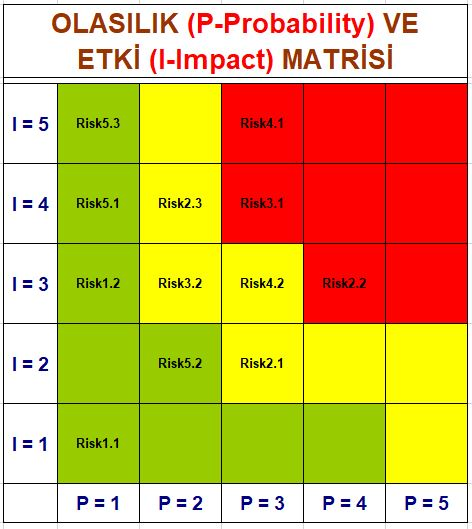 OLASILIK (P-Probability) VE
ETKİ (I-Impact) MATRİSİ
I = 5 Risk5.3 Risk4.1
I = 4 Risk5.1 Risk2.3 Risk3.1
I = 3 Risk1.2 Risk3.2 Risk4.2 Risk2.2
I = 2 Risk5.2 Risk2.1
I = 1 Risk1.1
P = 1 P = 2 P = 3 P = 4 P = 5